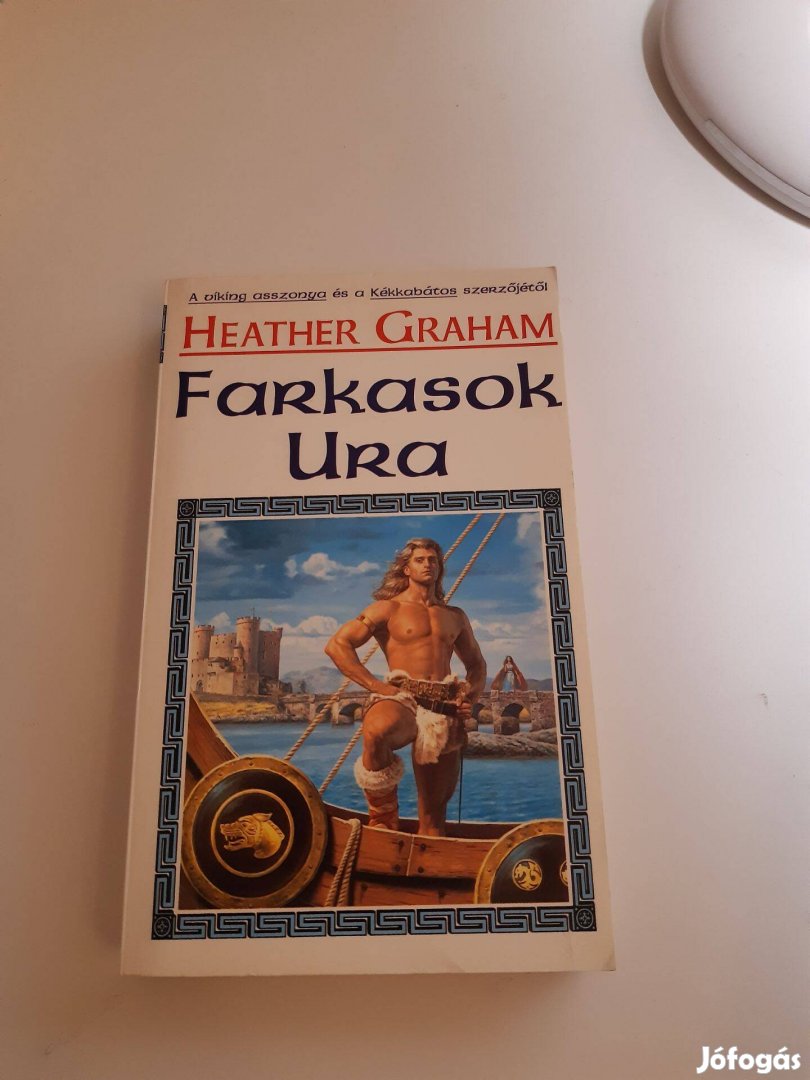 A viking asszonya és a Kékkabátos szerzőjétől
HEATHER GRAHAM
Farkasok
Ura
Jófogás